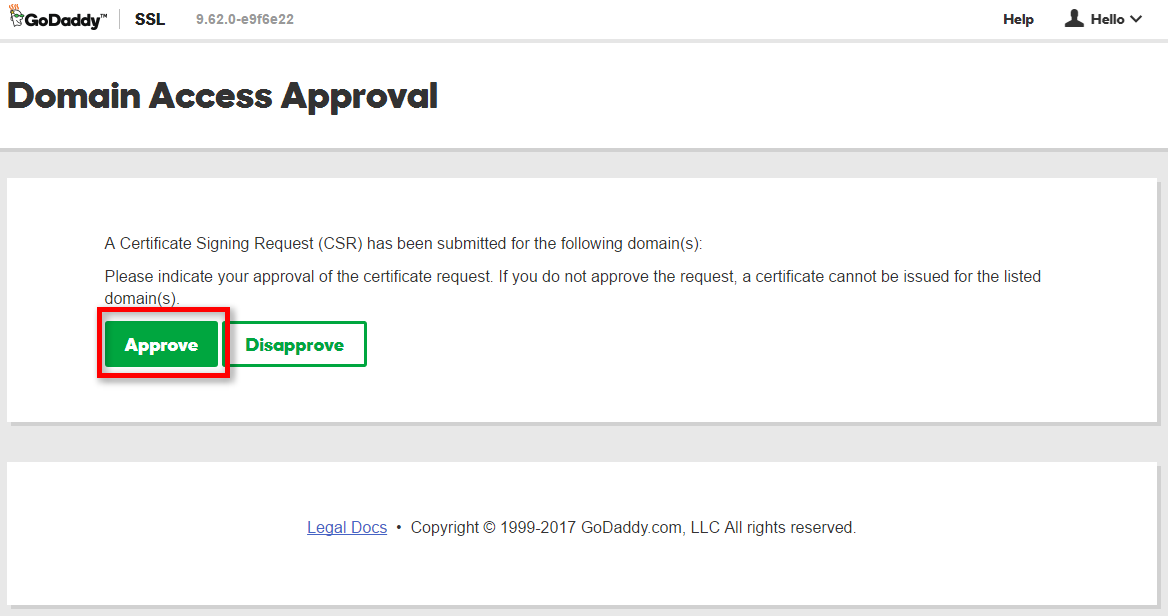 GoDaddy™ SSL 9.62.0-e9f6e22 Help Hello
Domain Access Approval
A Certificate Signing Request (CSR) has been submitted for the following domain(s):
Please indicate your approval of the certificate request. If you do not approve the request, a certificate cannot be issued for the listed
domain(s).
Approve Disapprove
Legal Docs • Copyright © 1999-2017 GoDaddy.com, LLC All rights reserved.